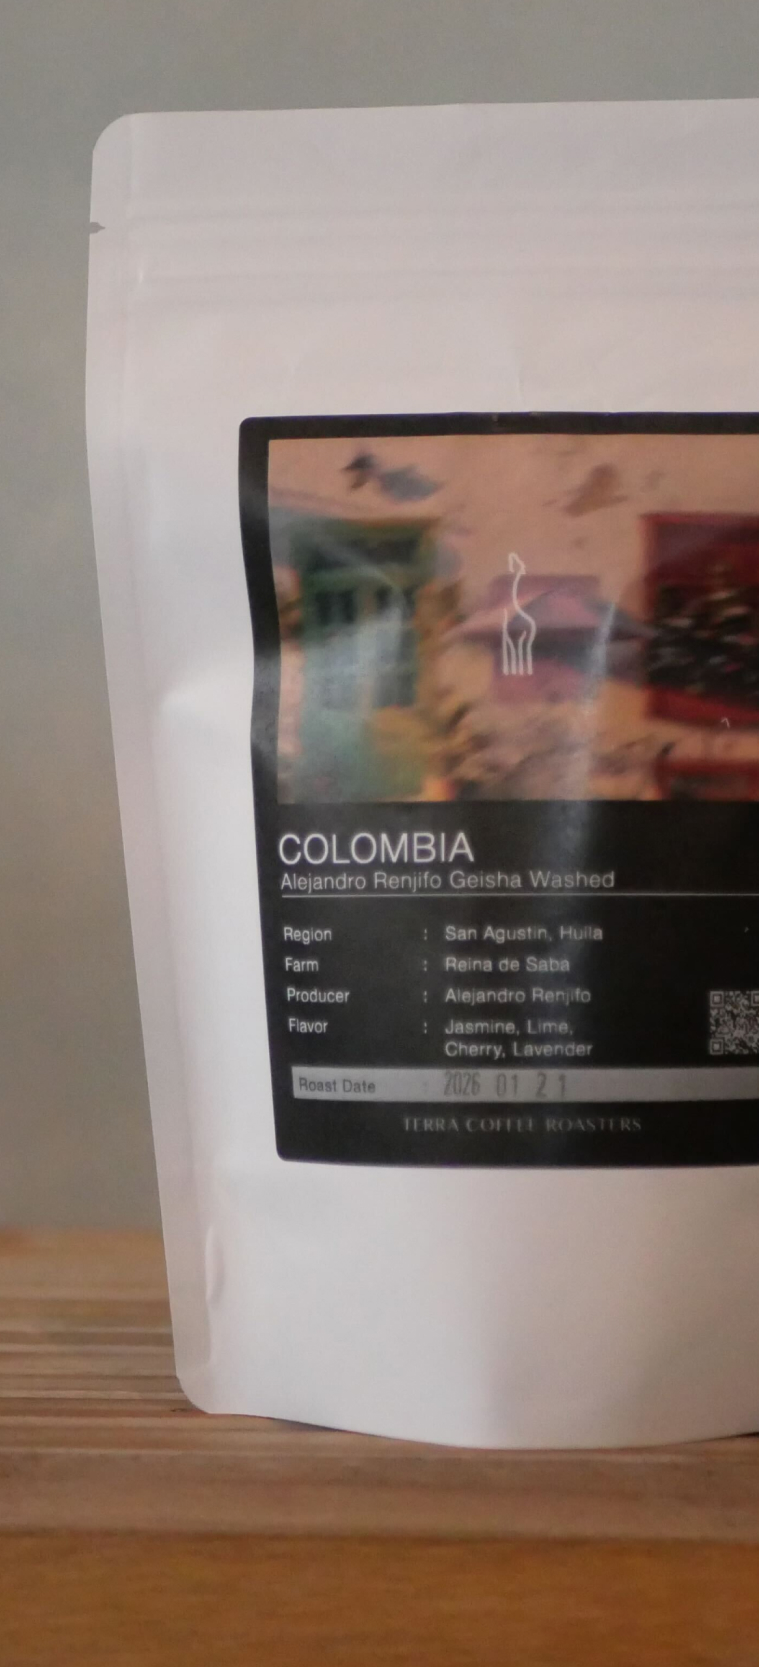 COLOMBIA
Alejandro Renjifo Geisha Washed
Region : San Agustin, Huila
Farm : Reina de Saba
Producer : Alejandro Renjifo
Flavor : Jasmine, Lime,
Cherry, Lavender
Roast Date : 2026 01 21
TERRA COFFEE ROASTERS